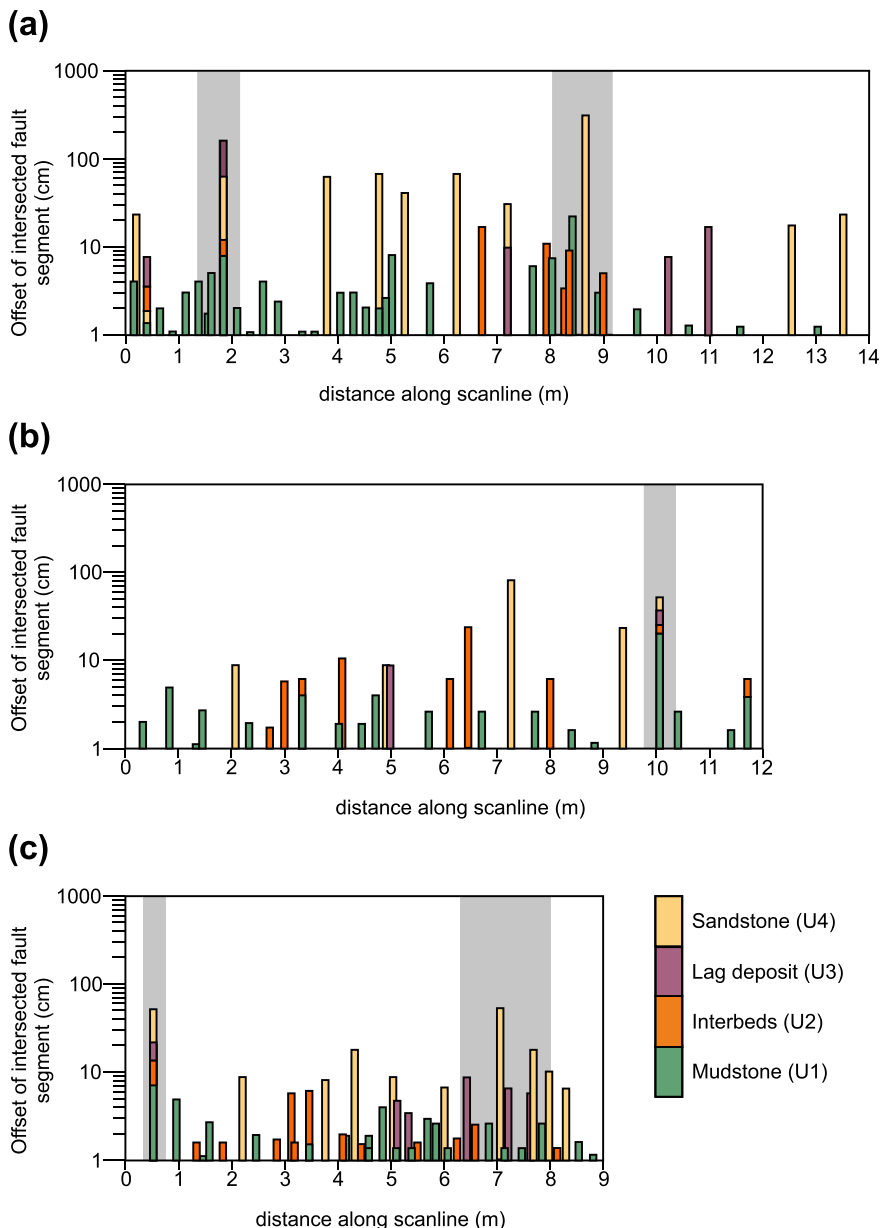 (a)
1000
100
10
1
Offset of intersected fault
segment (cm)
0 1 2 3 4 5 6 7 8 9 10 11 12 13 14
distance along scanline (m)
(b)
1000
100
10
1
Offset of intersected fault
segment (cm)
0 1 2 3 4 5 6 7 8 9 10 11 12
distance along scanline (m)
(c)
1000
100
10
1
Offset of intersected fault
segment (cm)
0 1 2 3 4 5 6 7 8 9
distance along scanline (m)
Sandstone (U4)
Lag deposit (U3)
Interbeds (U2)
Mudstone (U1)